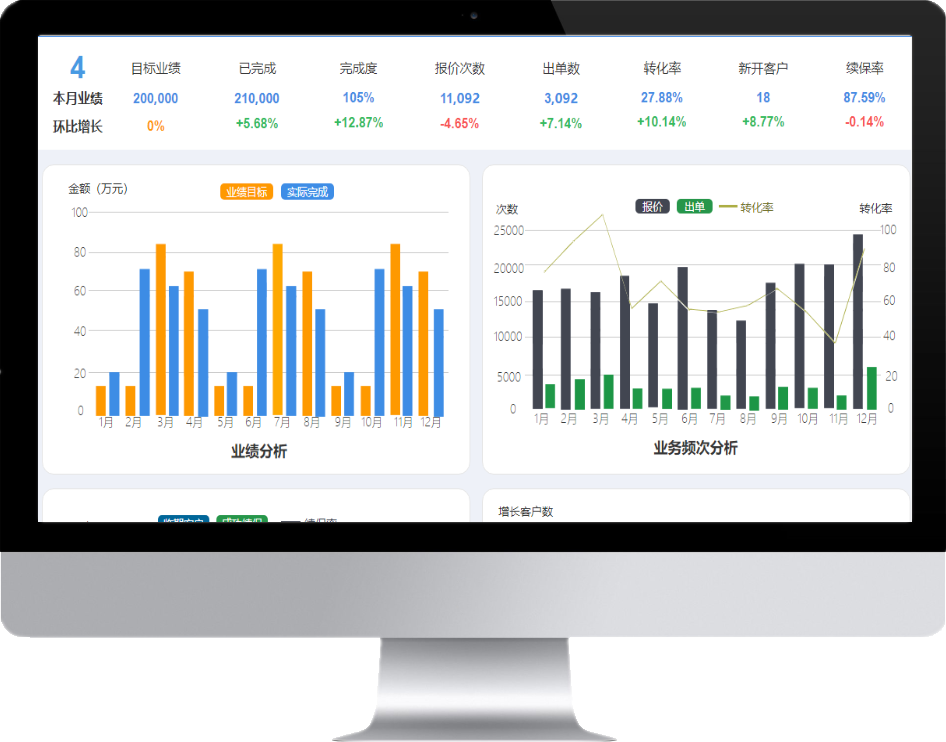 4 目标业绩 已完成 完成度 报价次数 出单数 转化率 新开客户 续保率
本月业绩 200,000 210,000 105% 11,092 3,092 27.88% 18 87.59%
环比增长 0% +5.68% +12.87% -4.65% +7.14% +10.14% +8.77% -0.14%
金额（万元） 业绩目标 实际完成
100
80
60
40
20
0
1月 2月 3月 4月 5月 6月 7月 8月 9月 10月 11月 12月
业绩分析
次数 报价 出单 转化率 转化率
25000 100
20000 80
15000 60
10000 40
5000 20
0 0
1月 2月 3月 4月 5月 6月 7月 8月 9月 10月 11月 12月
业务频次分析
续保率
增长客户数